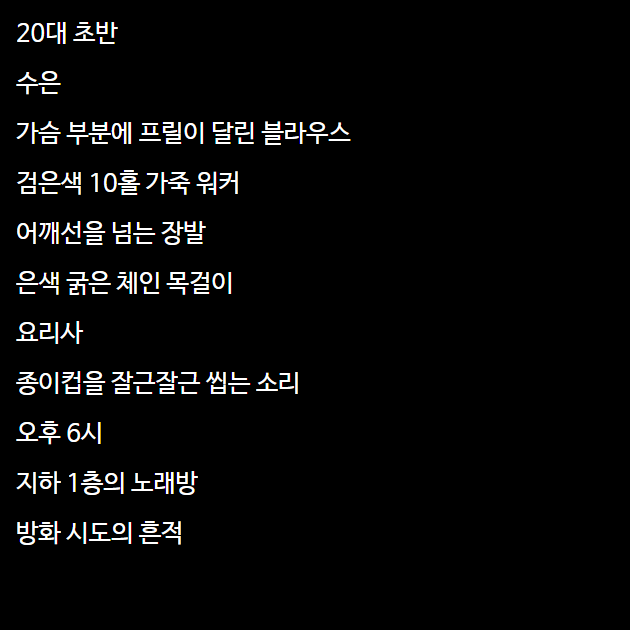 20대 초반
수은
가슴 부분에 프릴이 달린 블라우스
검은색 10홀 가죽 워커
어깨선을 넘는 장발
은색 굵은 체인 목걸이
요리사
종이컵을 잘근잘근 씹는 소리
오후 6시
지하 1층의 노래방
방화 시도의 흔적